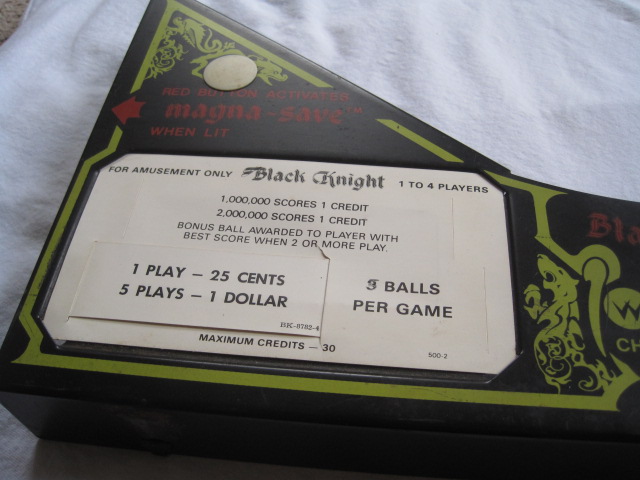 RED BUTTON ACTIVATES
magna-save™
WHEN LIT
FOR AMUSEMENT ONLY Black Knight 1 TO 4 PLAYERS
1,000,000 SCORES 1 CREDIT
2,000,000 SCORES 1 CREDIT
BONUS BALL AWARDED TO PLAYER WITH
BEST SCORE WHEN 2 OR MORE PLAY.
1 PLAY — 25 CENTS
5 PLAYS — 1 DOLLAR
BK-8782-4
3 BALLS
PER GAME
MAXIMUM CREDITS — 30
500-2